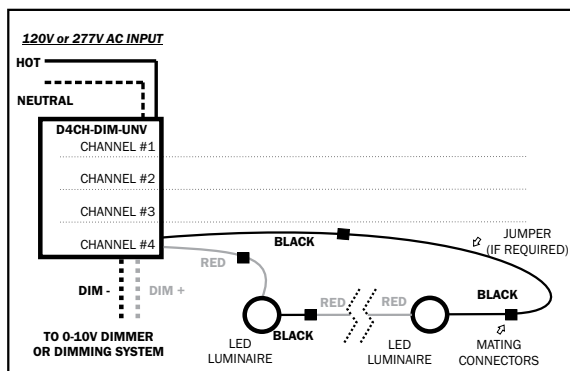 120V or 277V AC INPUT
HOT
NEUTRAL
D4CH-DIM-UNV
CHANNEL #1
CHANNEL #2
CHANNEL #3
CHANNEL #4
BLACK
JUMPER
(IF REQUIRED)
RED
DIM -
DIM +
BLACK
RED
RED
BLACK
TO 0-10V DIMMER
OR DIMMING SYSTEM
LED
LUMINAIRE
LED
LUMINAIRE
MATING
CONNECTORS